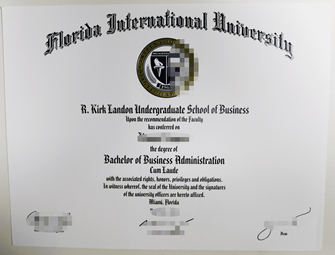 Florida International University
R. Kirk Landon Undergraduate School of Business
Upon the recommendation of the Faculty
has conferred on
the degree of
Bachelor of Business Administration
Cum Laude
with the associated rights, honors, privileges and obligations.
In witness whereof, the seal of the University and the signatures
of the university officers are hereto affixed.
Miami, Florida
Dean